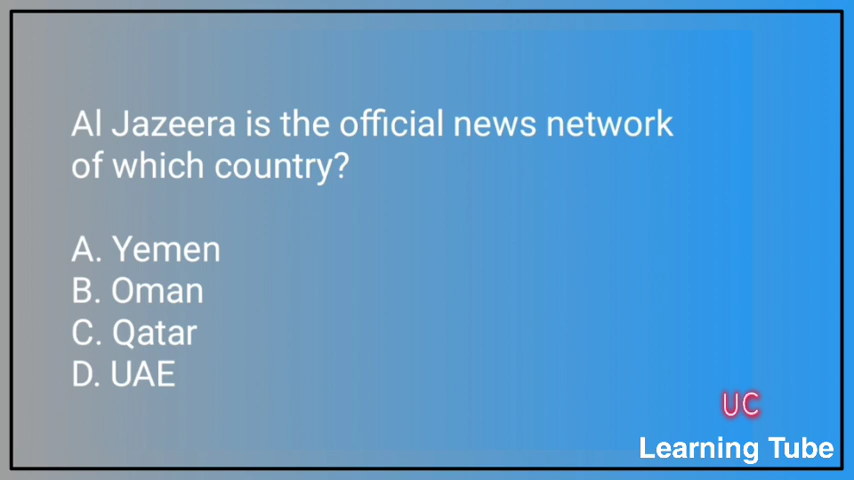 Al Jazeera is the official news network
of which country?
A. Yemen
B. Oman
C. Qatar
D. UAE
UC
Learning Tube